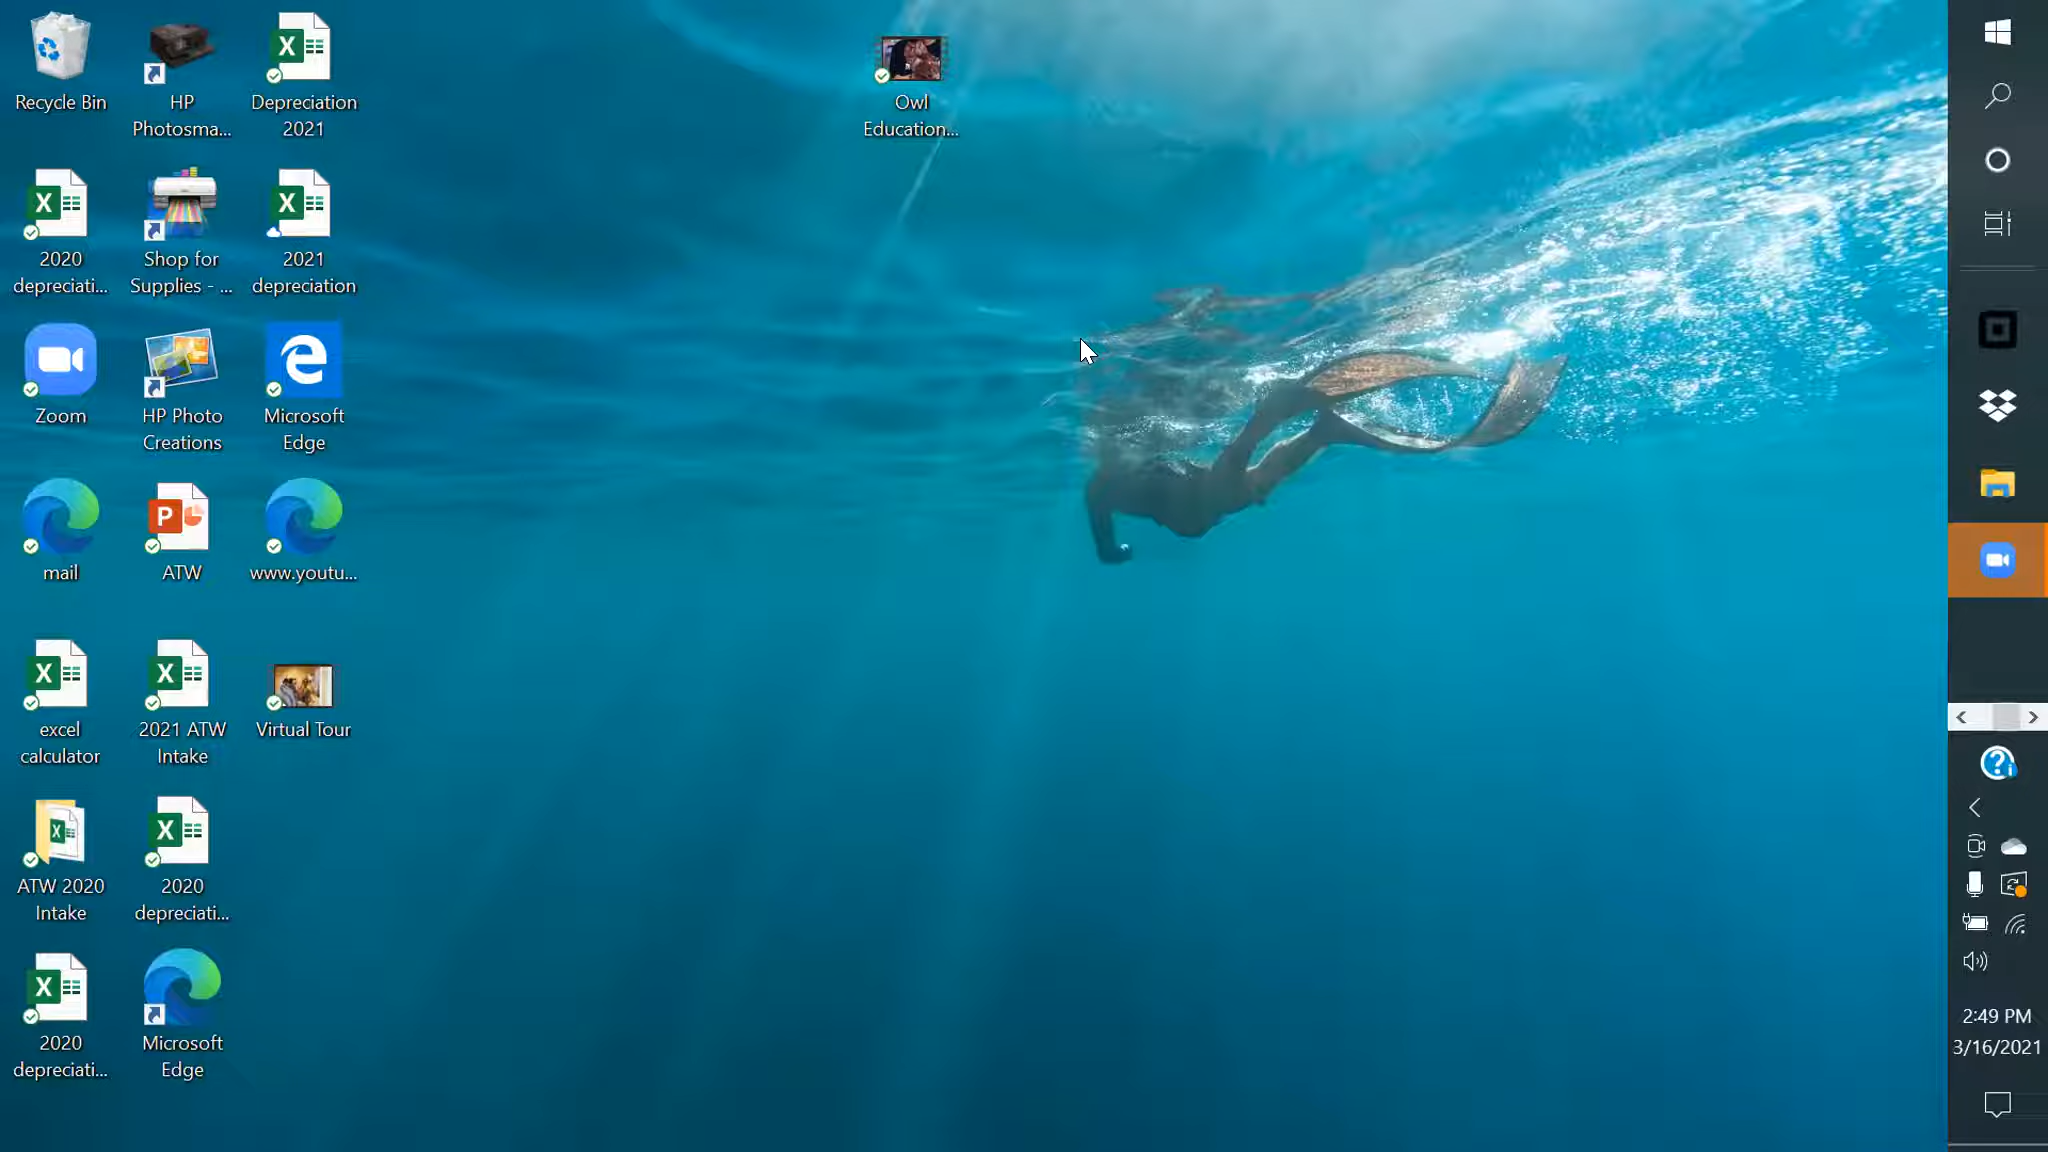 Recycle Bin
HP
Photosma...
Depreciation
2021
Owl
Education...
2020
depreciati...
Shop for
Supplies - ...
2021
depreciation
Zoom
HP Photo
Creations
Microsoft
Edge
mail
ATW
www.youtu...
excel
calculator
2021 ATW
Intake
Virtual Tour
ATW 2020
Intake
2020
depreciati...
2020
depreciati...
Microsoft
Edge
2:49 PM
3/16/2021